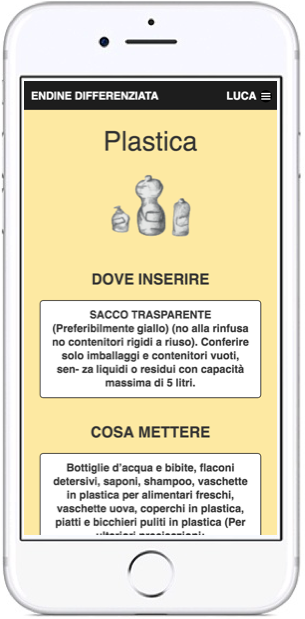 ENDINE DIFFERENZIATA LUCA
Plastica
DOVE INSERIRE
SACCO TRASPARENTE
(Preferibilmente giallo) (no alla rinfusa
no contenitori rigidi a riuso). Conferire
solo imballaggi e contenitori vuoti,
sen- za liquidi o residui con capacità
massima di 5 litri.
COSA METTERE
Bottiglie d'acqua e bibite, flaconi
detersivi, saponi, shampoo, vaschette
in plastica per alimentari freschi,
vaschette uova, coperchi in plastica,
piatti e bicchieri puliti in plastica (Per
ulteriori precisazioni: